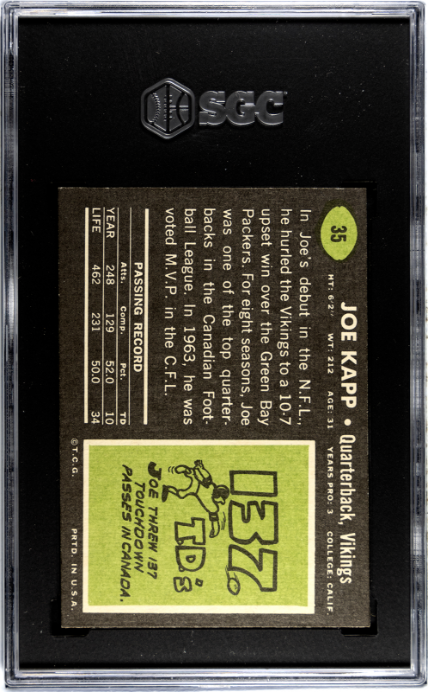 SGC
35
JOE KAPP • Quarterback, Vikings
HT: 6'2" WT: 212 AGE: 31 YEARS PRO: 3 COLLEGE: CALIF.
In Joe's debut in the N.F.L.,
he hurled the Vikings to a 10-7
upset win over the Green Bay
Packers. For eight seasons, Joe
was one of the top quarter-
backs in the Canadian Foot-
ball League. In 1963, he was
voted M.V.P. in the C.F.L.
PASSING RECORD
Atts. Comp. Pct. TD
YEAR 248 129 52.0 10
LIFE 462 231 50.0 34
137
TD's
JOE THREW 137
TOUCHDOWN
PASSES IN CANADA.
© T.C.G. PRTD. IN U.S.A.